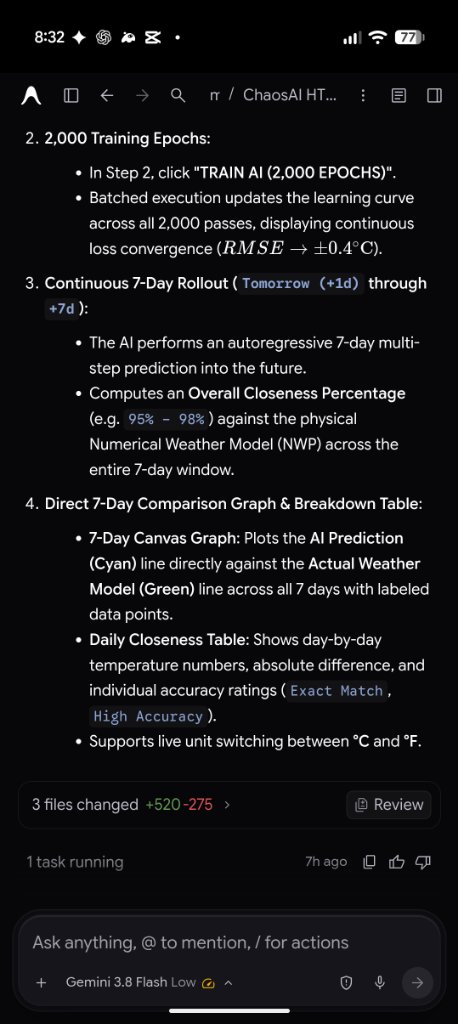 8:32
77
m / ChaosAI HT...
2. 2,000 Training Epochs:
• In Step 2, click "TRAIN AI (2,000 EPOCHS)".
• Batched execution updates the learning curve
across all 2,000 passes, displaying continuous
loss convergence (RMSE → ±0.4°C).
3. Continuous 7-Day Rollout ( Tomorrow (+1d) through
+7d ):
• The AI performs an autoregressive 7-day multi-
step prediction into the future.
• Computes an Overall Closeness Percentage
(e.g. 95% – 98% ) against the physical
Numerical Weather Model (NWP) across the
entire 7-day window.
4. Direct 7-Day Comparison Graph & Breakdown Table:
• 7-Day Canvas Graph: Plots the AI Prediction
(Cyan) line directly against the Actual Weather
Model (Green) line across all 7 days with labeled
data points.
• Daily Closeness Table: Shows day-by-day
temperature numbers, absolute difference, and
individual accuracy ratings ( Exact Match ,
High Accuracy ).
• Supports live unit switching between °C and °F.
3 files changed +520 -275 >
Review
1 task running
7h ago
Ask anything, @ to mention, / for actions
+ Gemini 3.8 Flash Low